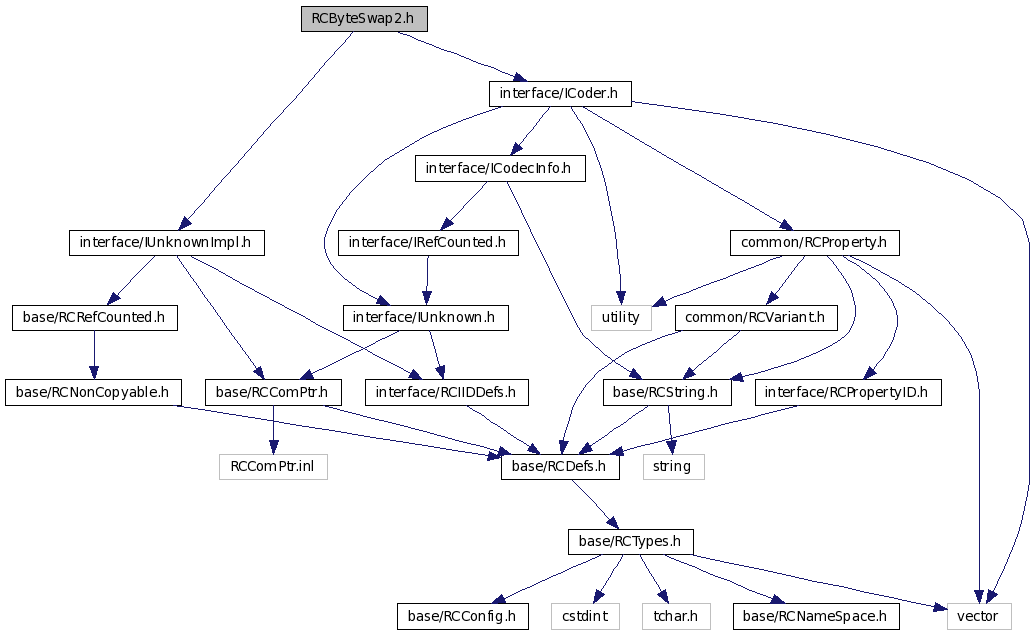 RCByteSwap2.h
interface/ICoder.h
interface/ICodecInfo.h
interface/IUnknownImpl.h
interface/IRefCounted.h
common/RCProperty.h
base/RCRefCounted.h
interface/IUnknown.h
utility
common/RCVariant.h
base/RCNonCopyable.h
base/RCComPtr.h
interface/RCIIDDefs.h
base/RCString.h
interface/RCPropertyID.h
RCComPtr.inl
base/RCDefs.h
string
base/RCTypes.h
base/RCConfig.h
cstdint
tchar.h
base/RCNameSpace.h
vector